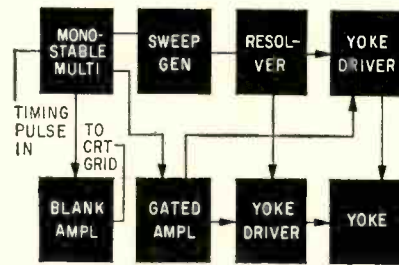 MONO-
STABLE
MULTI
SWEEP
GEN
RESOL-
VER
YOKE
DRIVER
TIMING
PULSE
IN
TO
CRT
GRID
BLANK
AMPL
GATED
AMPL
YOKE
DRIVER
YOKE